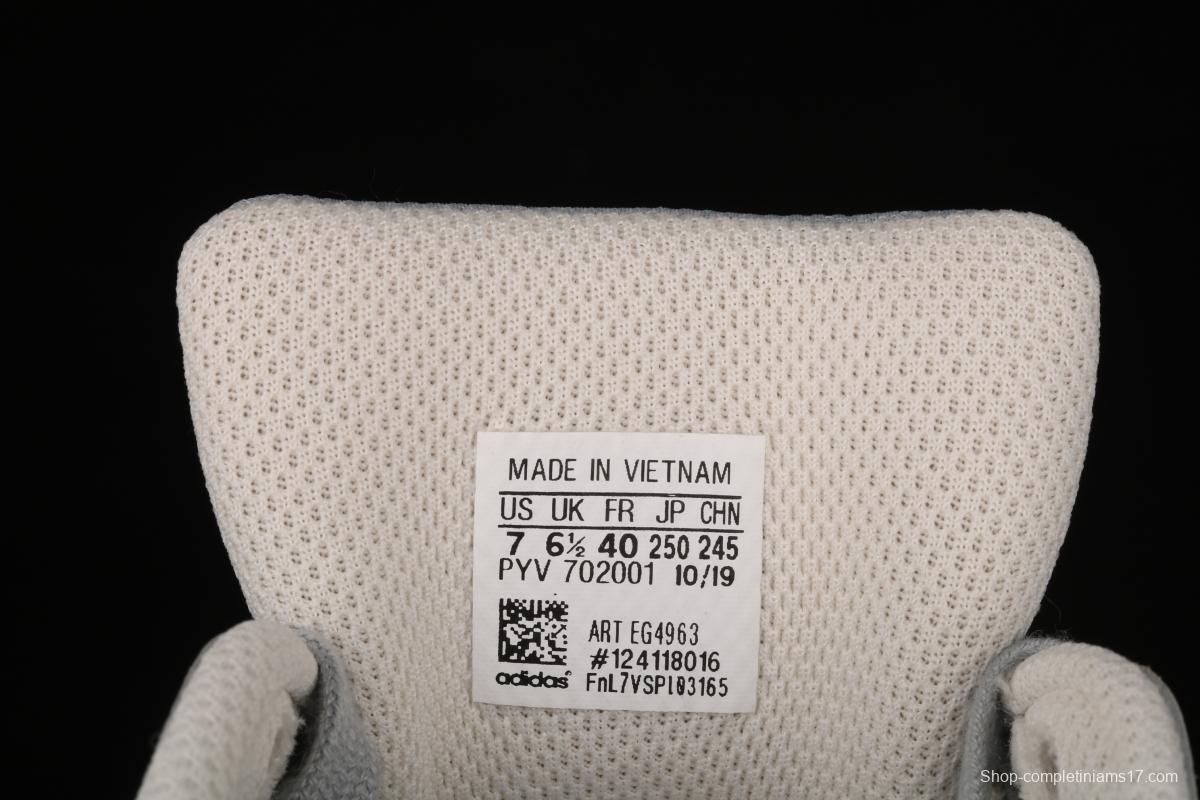 MADE IN VIETNAM
US UK FR JP CHN
7 6½ 40 250 245
PYV 702001 10/19
ART EG4963
#124118016
adidas FnL7VSPl03165
Shop-completiniams17.com